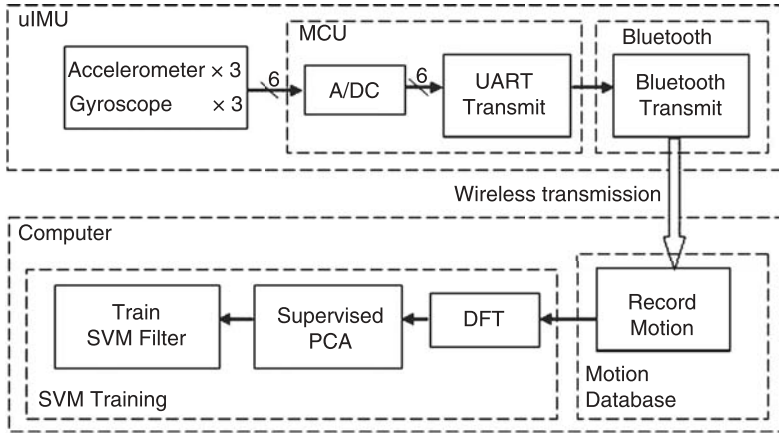 uIMU
MCU
Bluetooth
Accelerometer × 3
Gyroscope × 3
6
A/DC
6
UART
Transmit
Bluetooth
Transmit
Wireless transmission
Computer
Train
SVM Filter
Supervised
PCA
DFT
Record
Motion
SVM Training
Motion
Database